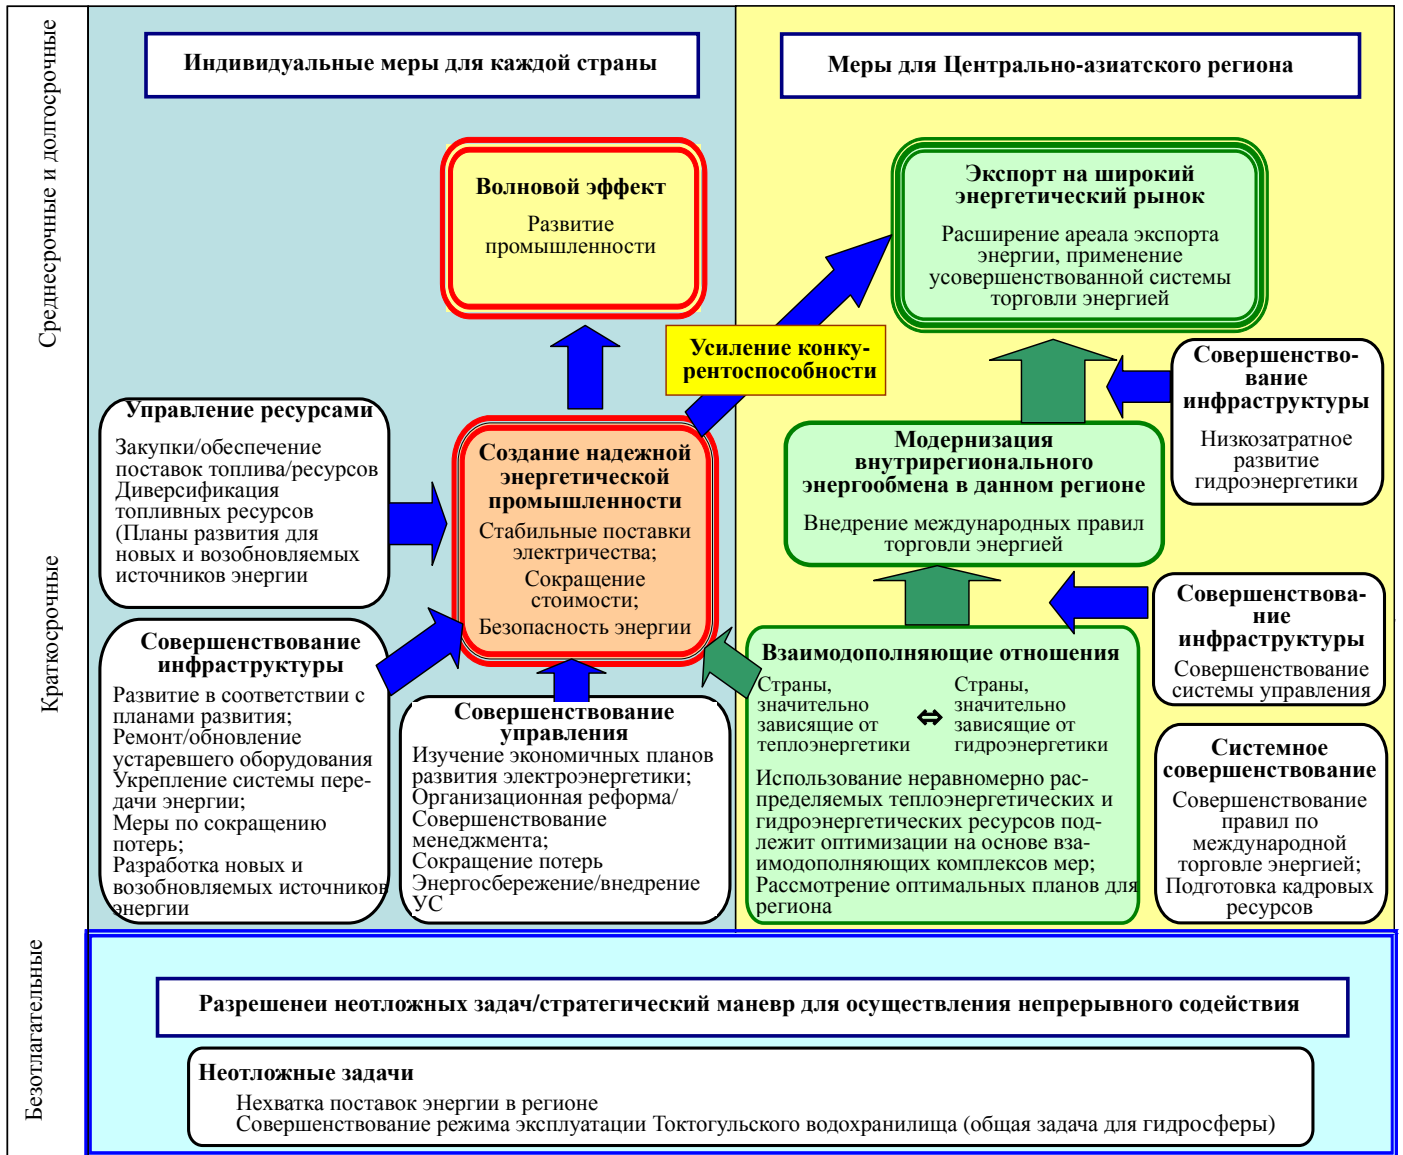 Среднесрочные и долгосрочные
Краткосрочные
Безотлагательные
Индивидуальные меры для каждой страны
Волновой эффект
Развитие
промышленности
Усиление конку-
рентоспособности
Управление ресурсами
Закупки/обеспечение
поставок топлива/ресурсов
Диверсификация
топливных ресурсов
(Планы развития для
новых и возобновляемых
источников энергии
Создание надежной
энергетической
промышленности
Стабильные поставки
электричества;
Сокращение
стоимости;
Безопасность энергии
Совершенствование
инфраструктуры
Развитие в соответствии с
планами развития;
Ремонт/обновление
устаревшего оборудования
Укрепление системы пере-
дачи энергии;
Меры по сокращению
потерь;
Разработка новых и
возобновляемых источников
энергии
Совершенствование
управления
Изучение экономичных планов
развития электроэнергетики;
Организационная реформа/
Совершенствование
менеджмента;
Сокращение потерь
Энергосбережение/внедрение
УС
Меры для Центрально-азиатского региона
Экспорт на широкий
энергетический рынок
Расширение ареала экспорта
энергии, применение
усовершенствованной системы
торговли энергией
Совершенство-
вание
инфраструктуры
Низкозатратное
развитие
гидроэнергетики
Модернизация
внутрирегионального
энергообмена в данном регионе
Внедрение международных правил
торговли энергией
Совершенствова-
ние
инфраструктуры
Совершенствование
системы управления
Взаимодополняющие отношения
Страны,
значительно
зависящие от
теплоэнергетики
⇔
Страны,
значительно
зависящие от
гидроэнергетики
Использование неравномерно рас-
пределяемых теплоэнергетических и
гидроэнергетических ресурсов под-
лежит оптимизации на основе вза-
имодополняющих комплексов мер;
Рассмотрение оптимальных планов для
региона
Системное
совершенствование
Совершенствование
правил по
международной
торговле энергией;
Подготовка кадровых
ресурсов
Разрешенеи неотложных задач/стратегический маневр для осуществления непрерывного содействия
Неотложные задачи
Нехватка поставок энергии в регионе
Совершенствование режима эксплуатации Токтогульского водохранилища (общая задача для гидросферы)